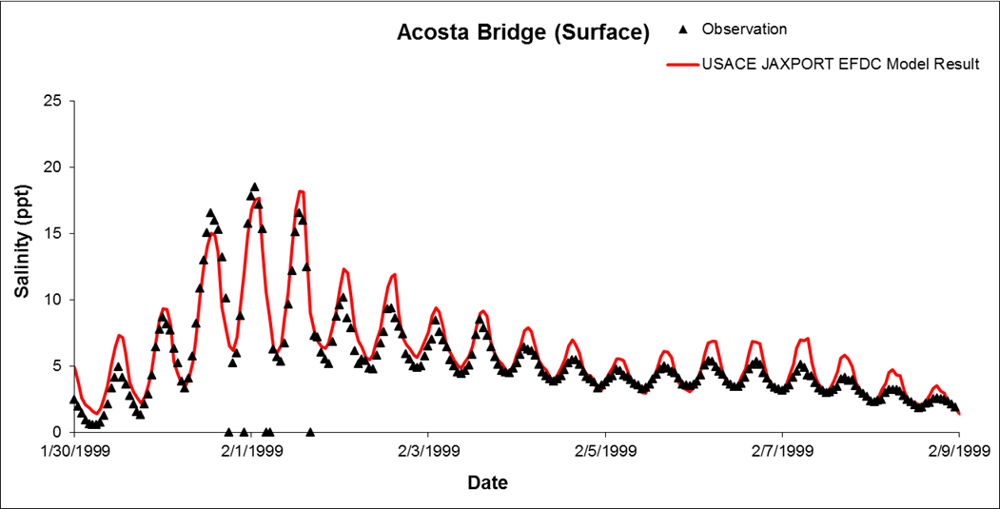 Acosta Bridge (Surface)
Observation
USACE JAXPORT EFDC Model Result
25
20
15
10
5
0
Salinity (ppt)
1/30/1999 2/1/1999 2/3/1999 2/5/1999 2/7/1999 2/9/1999
Date